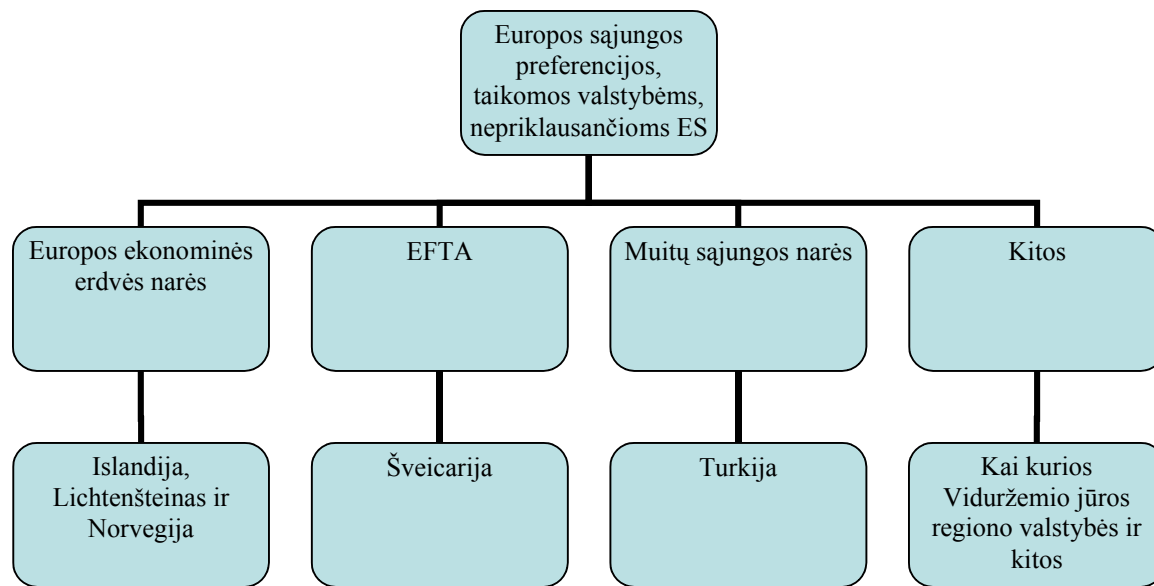 Europos sąjungos
preferencijos,
taikomos valstybėms,
nepriklausančioms ES
Europos ekonominės
erdvės narės
EFTA
Muitų sąjungos narės
Kitos
Islandija,
Lichtenšteinas ir
Norvegija
Šveicarija
Turkija
Kai kurios
Viduržemio jūros
regiono valstybės ir
kitos